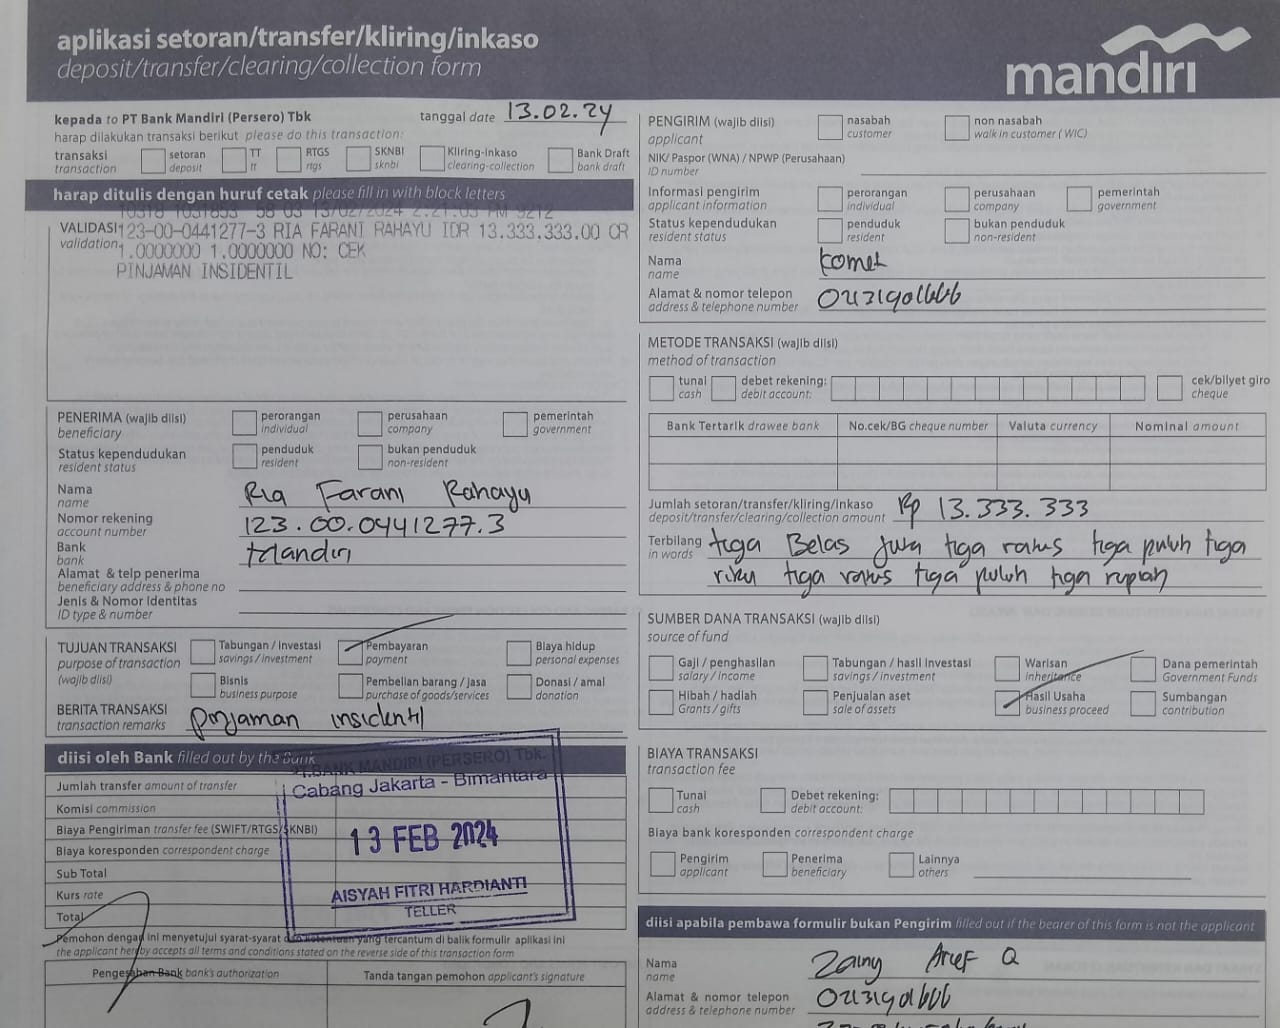 aplikasi setoran/transfer/kliring/inkaso
deposit/transfer/clearing/collection form
mandiri
kepada to PT Bank Mandiri (Persero) Tbk
tanggal date 13.02.24
harap dilakukan transaksi berikut please do this transaction:
transaksi
transaction
setoran
deposit
TT
tt
RTGS
rtgs
SKNBI
sknbi
Kliring-inkaso
clearing-collection
Bank Draft
bank draft
harap ditulis dengan huruf cetak please fill in with block letters
10318 1031853 58 03 13/02/2024 2:21:03 PM 9212
VALIDASI 123-00-0441277-3 RIA FARANI RAHAYU IDR 13.333.333.00 CR
validation 1.0000000 1.0000000 NO: CEK
PINJAMAN INSIDENTIL
PENERIMA (wajib diisi)
beneficiary
perorangan
individual
perusahaan
company
pemerintah
government
Status kependudukan
resident status
penduduk
resident
bukan penduduk
non-resident
Nama
name
Ria Farani Rahayu
Nomor rekening
account number
123.00.0441277.3
Bank
bank
Mandiri
Alamat & telp penerima
beneficiary address & phone no
Jenis & Nomor Identitas
ID type & number
TUJUAN TRANSAKSI
purpose of transaction
(wajib diisi)
Tabungan / Investasi
savings / investment
Pembayaran
payment
Biaya hidup
personal expenses
Bisnis
business purpose
Pembelian barang / jasa
purchase of goods/services
Donasi / amal
donation
BERITA TRANSAKSI
transaction remarks
pinjaman insidentil
diisi oleh Bank filled out by the Bank
Jumlah transfer amount of transfer
Komisi commission
Biaya Pengiriman transfer fee (SWIFT/RTGS/SKNBI)
Biaya koresponden correspondent charge
Sub Total
Kurs rate
Total
PT.BANK MANDIRI (PERSERO) Tbk.
Cabang Jakarta - Bimantara
13 FEB 2024
AISYAH FITRI HARDIANTI
TELLER
Pemohon dengan ini menyetujui syarat-syarat dan ketentuan yang tercantum di balik formulir aplikasi ini
the applicant hereby accepts all terms and conditions stated on the reverse side of this transaction form
Pengesahan Bank bank's authorization
Tanda tangan pemohon applicant's signature
PENGIRIM (wajib diisi)
applicant
nasabah
customer
non nasabah
walk in customer ( WIC)
NIK/ Paspor (WNA) / NPWP (Perusahaan)
ID number
Informasi pengirim
applicant information
perorangan
individual
perusahaan
company
pemerintah
government
Status kependudukan
resident status
penduduk
resident
bukan penduduk
non-resident
Nama
name
Komet
Alamat & nomor telepon
address & telephone number
02131901666
METODE TRANSAKSI (wajib diisi)
method of transaction
tunai
cash
debet rekening:
debit account:
cek/bilyet giro
cheque
Bank Tertarik drawee bank
No.cek/BG cheque number
Valuta currency
Nominal amount
Jumlah setoran/transfer/kliring/inkaso
deposit/transfer/clearing/collection amount
Rp 13.333.333
Terbilang
in words
tiga Belas juta tiga ratus tiga puluh tiga
ribu tiga ratus tiga puluh tiga rupiah
SUMBER DANA TRANSAKSI (wajib diisi)
source of fund
Gaji / penghasilan
salary / income
Tabungan / hasil Investasi
savings / investment
Warisan
inheritance
Dana pemerintah
Government Funds
Hibah / hadiah
Grants / gifts
Penjualan aset
sale of assets
Hasil Usaha
business proceed
Sumbangan
contribution
BIAYA TRANSAKSI
transaction fee
Tunai
cash
Debet rekening:
debit account:
Biaya bank koresponden correspondent charge
Pengirim
applicant
Penerima
beneficiary
Lainnya
others
diisi apabila pembawa formulir bukan Pengirim filled out if the bearer of this form is not the applicant
Nama
name
Zainy Arief Q
Alamat & nomor telepon
address & telephone number
02131901666